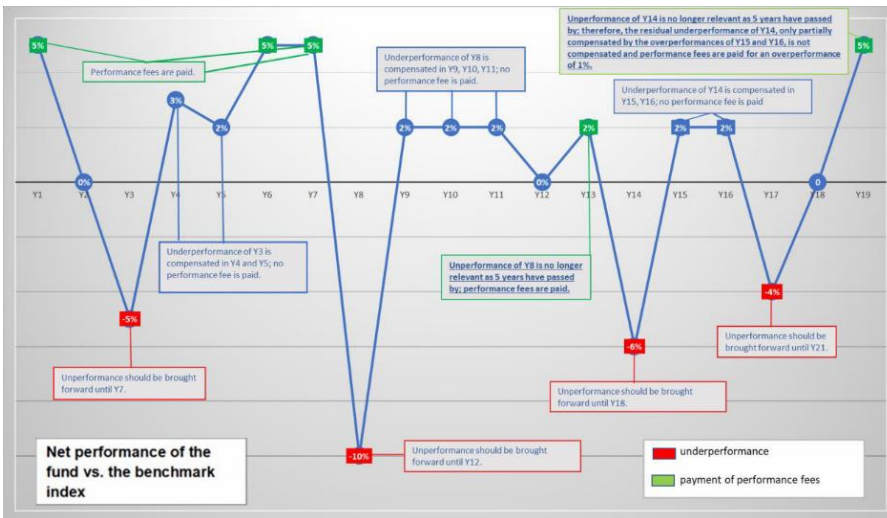 Unperformance of Y14 is no longer relevant as 5 years have passed
by; therefore, the residual underperformance of Y14, only partially
compensated by the overperformances of Y15 and Y16, is not
compensated and performance fees are paid for an overperformance
of 1%.
5%
5%
5%
5%
Performance fees are paid.
Underperformance of Y8 is
compensated in Y9, Y10, Y11; no
performance fee is paid.
Underperformance of Y14 is compensated in
Y15, Y16; no performance fee is paid
3%
2%
2%
2%
2%
2%
2%
2%
0%
0%
0
Y1
Y2
Y3
Y4
Y5
Y6
Y7
Y8
Y9
Y10
Y11
Y12
Y13
Y14
Y15
Y16
Y17
Y18
Y19
Underperformance of Y3 is
compensated in Y4 and Y5; no
performance fee is paid.
Unperformance of Y8 is no longer
relevant as 5 years have passed
by; performance fees are paid.
-5%
-4%
-6%
Unperformance should be
brought forward until Y21.
Unperformance should be brought
forward until Y7.
Unperformance should be brought
forward until Y18.
Net performance of the
fund vs. the benchmark
index
-10%
Unperformance should be brought
forward until Y12.
underperformance
payment of performance fees